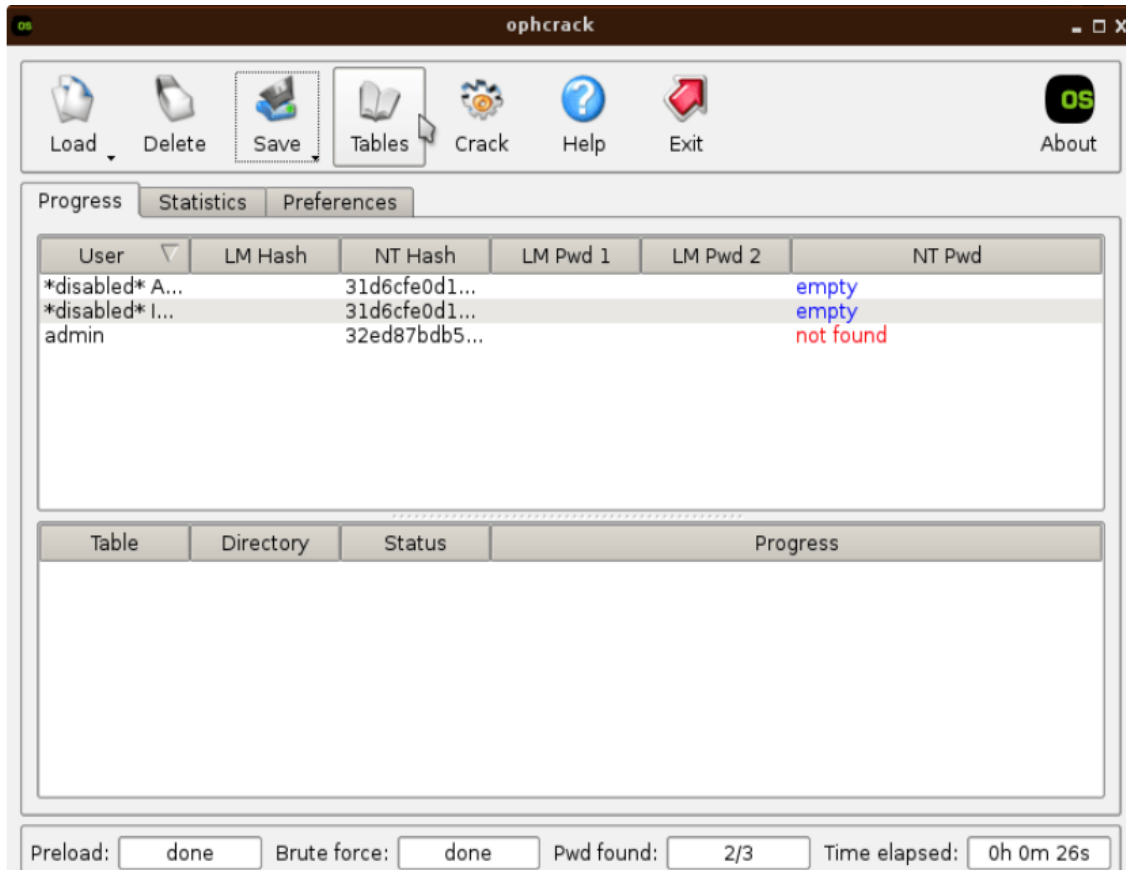 OS ophcrack
Load Delete Save Tables Crack Help Exit OS About
Progress Statistics Preferences
User LM Hash NT Hash LM Pwd 1 LM Pwd 2 NT Pwd
*disabled* A... 31d6cfe0d1... empty
*disabled* I... 31d6cfe0d1... empty
admin 32ed87bdb5... not found
Table Directory Status Progress
Preload: done Brute force: done Pwd found: 2/3 Time elapsed: 0h 0m 26s